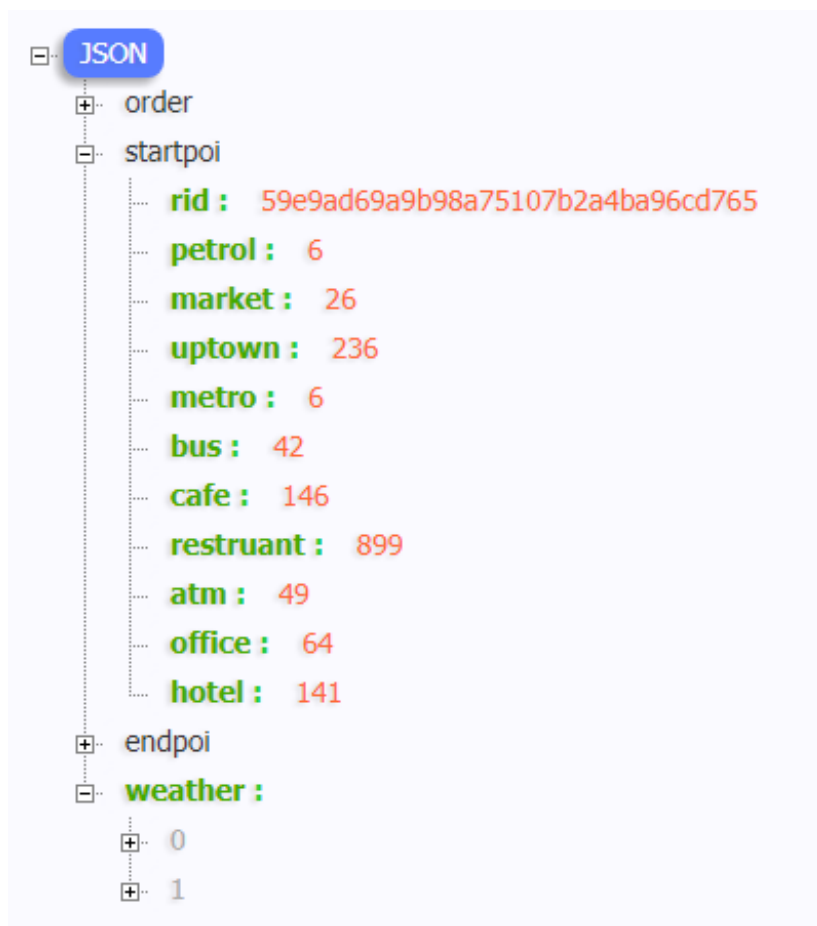 JSON
order
startpoi
rid : 59e9ad69a9b98a75107b2a4ba96cd765
petrol : 6
market : 26
uptown : 236
metro : 6
bus : 42
cafe : 146
restruant : 899
atm : 49
office : 64
hotel : 141
endpoi
weather :
0
1